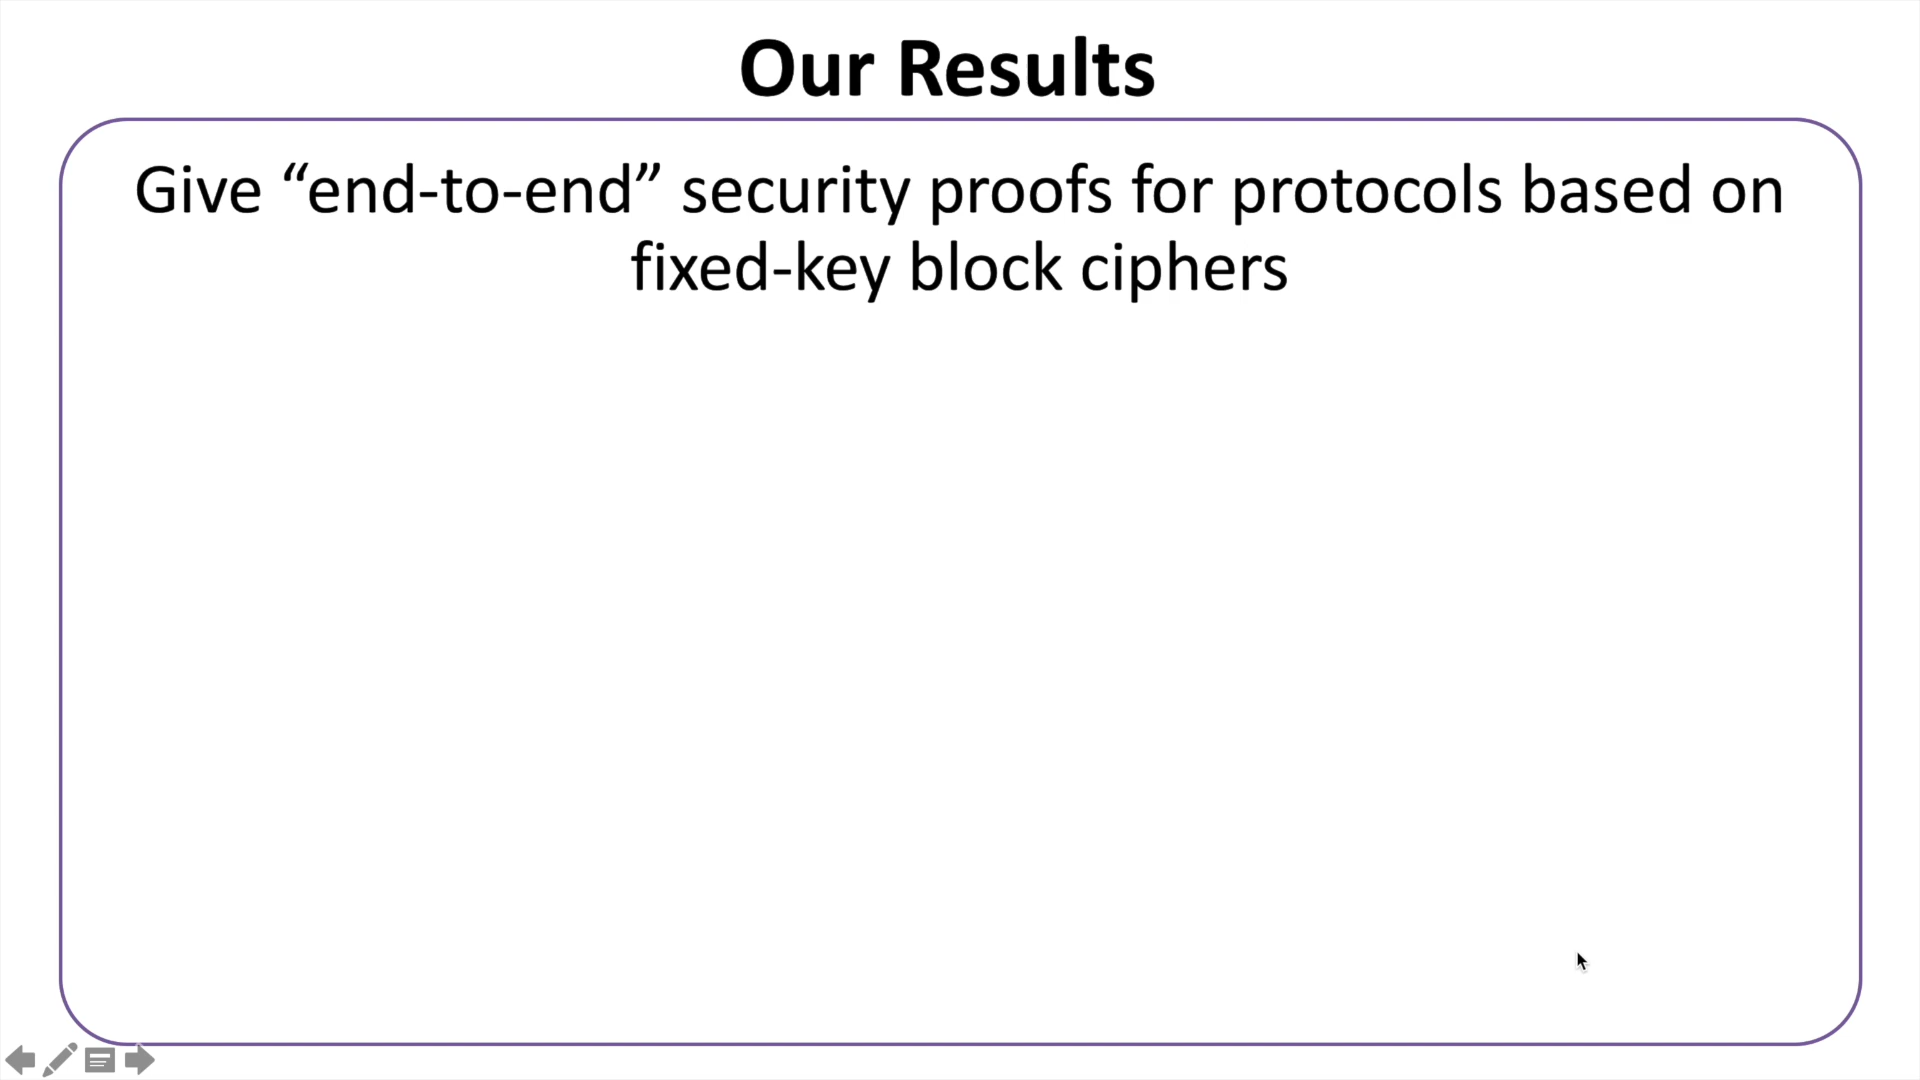 Our Results
Give “end-to-end” security proofs for protocols based on
fixed-key block ciphers